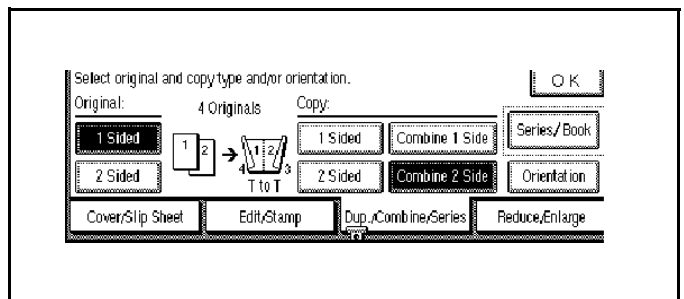 Select original and copy type and/or orientation.
OK
Original:
4 Originals
Copy:
1 Sided
1 2
1 2
4 3
T to T
1 Sided
Combine 1 Side
Series/Book
2 Sided
2 Sided
Combine 2 Side
Orientation
Cover/Slip Sheet
Edit/Stamp
Dup./Combine/Series
Reduce/Enlarge